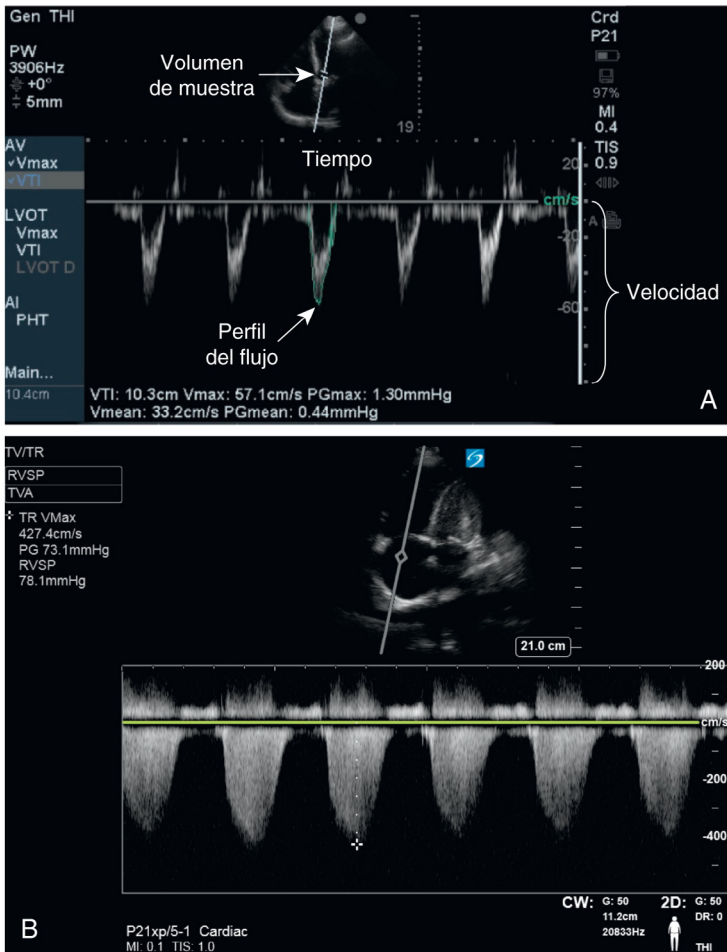 Gen THI
Crd
P21
PW
3906Hz
+0°
5mm
Volumen
de muestra
97%
MI
0.4
TIS
0.9
19
AV
✓Vmax
✓VTI
LVOT
Vmax
VTI
LVOT D
AI
PHT
Main...
10.4cm
Tiempo
20
cm/s
A
-20
-60
Velocidad
Perfil
del flujo
VTI: 10.3cm Vmax: 57.1cm/s PGmax: 1.30mmHg
Vmean: 33.2cm/s PGmean: 0.44mmHg
A
TV/TR
RVSP
TVA
TR VMax
427.4cm/s
PG 73.1mmHg
RVSP
78.1mmHg
21.0 cm
200
cm/s
-200
-400
CW: G: 50
11.2cm
20833Hz
2D: G: 50
DR: 0
THI
B
P21xp/5-1 Cardiac
MI: 0.1 TIS: 1.0